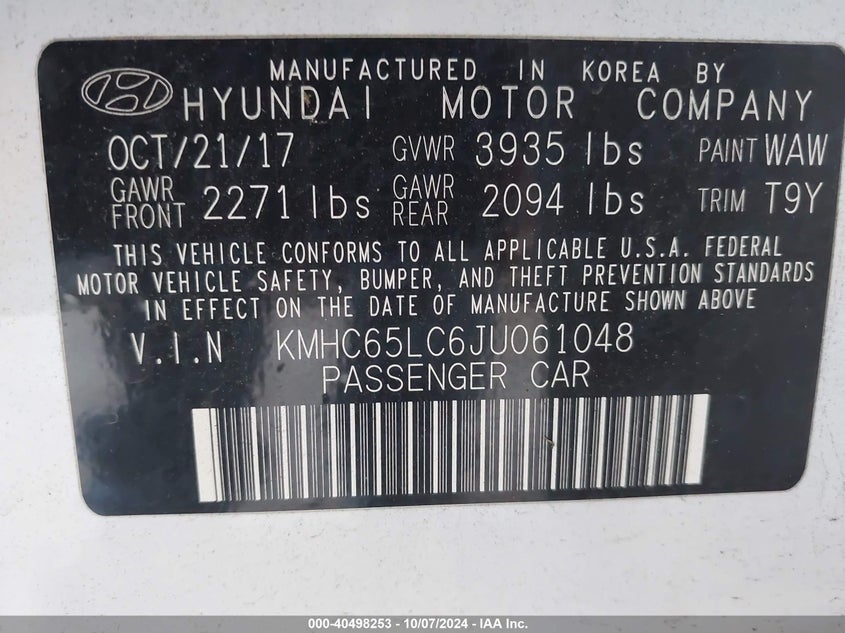 MANUFACTURED IN KOREA BY
HYUNDAI MOTOR COMPANY
OCT/21/17 GVWR 3935 lbs PAINT WAW
GAWR FRONT 2271 lbs GAWR REAR 2094 lbs TRIM T9Y
THIS VEHICLE CONFORMS TO ALL APPLICABLE U.S.A. FEDERAL
MOTOR VEHICLE SAFETY, BUMPER, AND THEFT PREVENTION STANDARDS
IN EFFECT ON THE DATE OF MANUFACTURE SHOWN ABOVE
V.I.N KMHC65LC6JU061048
PASSENGER CAR
000-40498253 - 10/07/2024 - IAA Inc.